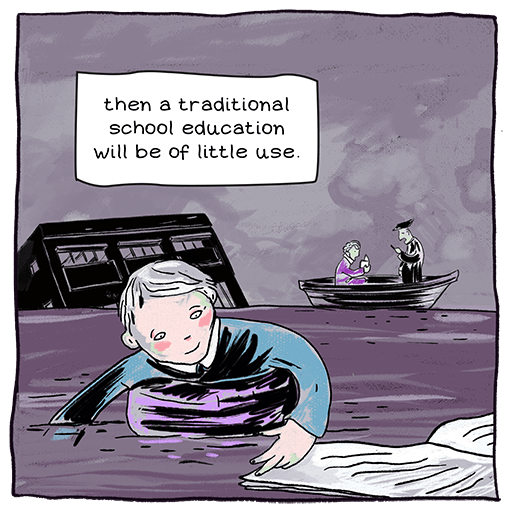 then a traditional
school education
will be of little use.